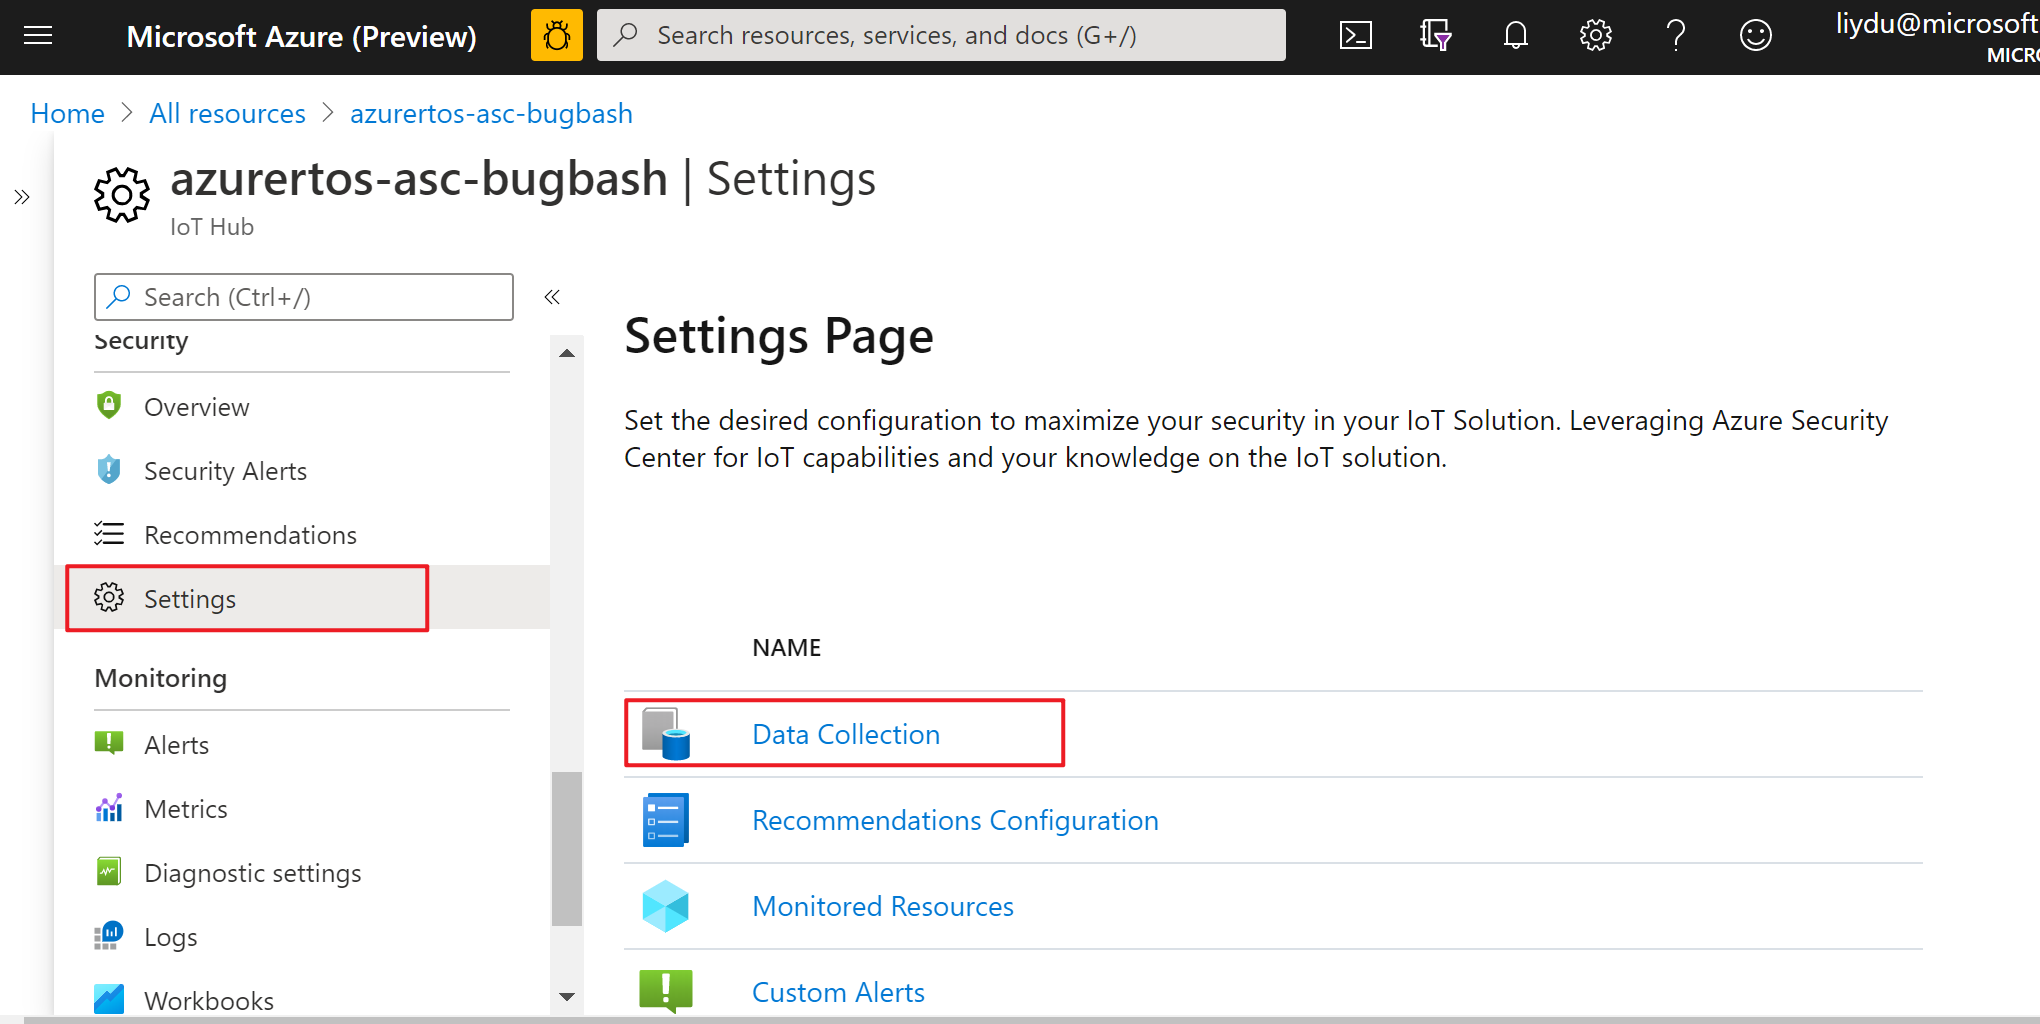 Microsoft Azure (Preview)
Search resources, services, and docs (G+/)
liydu@microsoft
MICRO
Home > All resources > azurertos-asc-bugbash
azurertos-asc-bugbash | Settings
IoT Hub
Search (Ctrl+/)
Security
Overview
Security Alerts
Recommendations
Settings
Monitoring
Alerts
Metrics
Diagnostic settings
Logs
Workbooks
Settings Page
Set the desired configuration to maximize your security in your IoT Solution. Leveraging Azure Security
Center for IoT capabilities and your knowledge on the IoT solution.
NAME
Data Collection
Recommendations Configuration
Monitored Resources
Custom Alerts